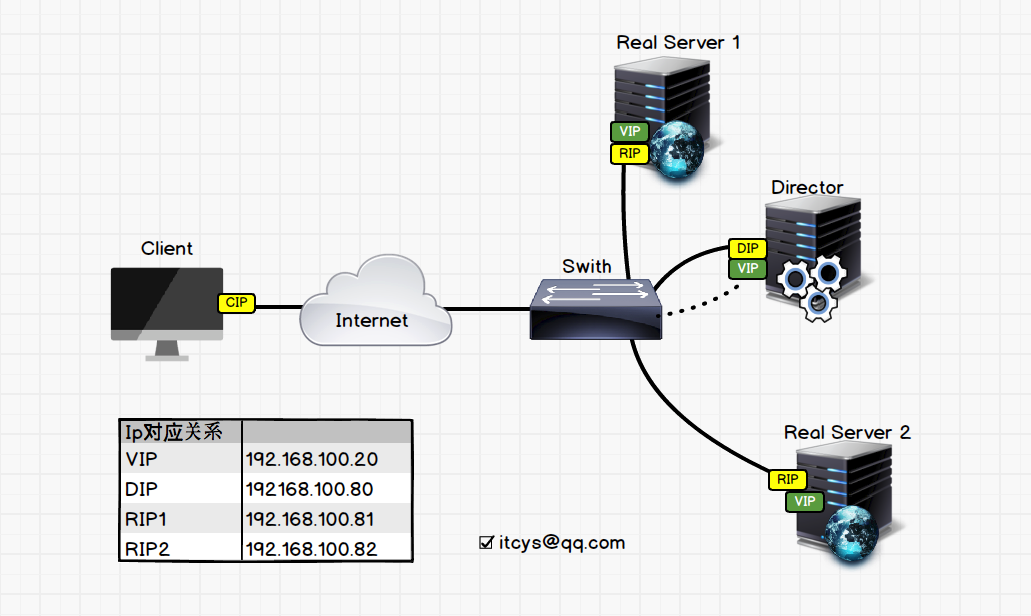 Real Server 1
VIP
RIP
Director
DIP
VIP
Client
CIP
Internet
Swith
Ip对应关系
VIP 192.168.100.20
DIP 192168.100.80
RIP1 192.168.100.81
RIP2 192.168.100.82
Real Server 2
RIP
VIP
itcys@qq.com